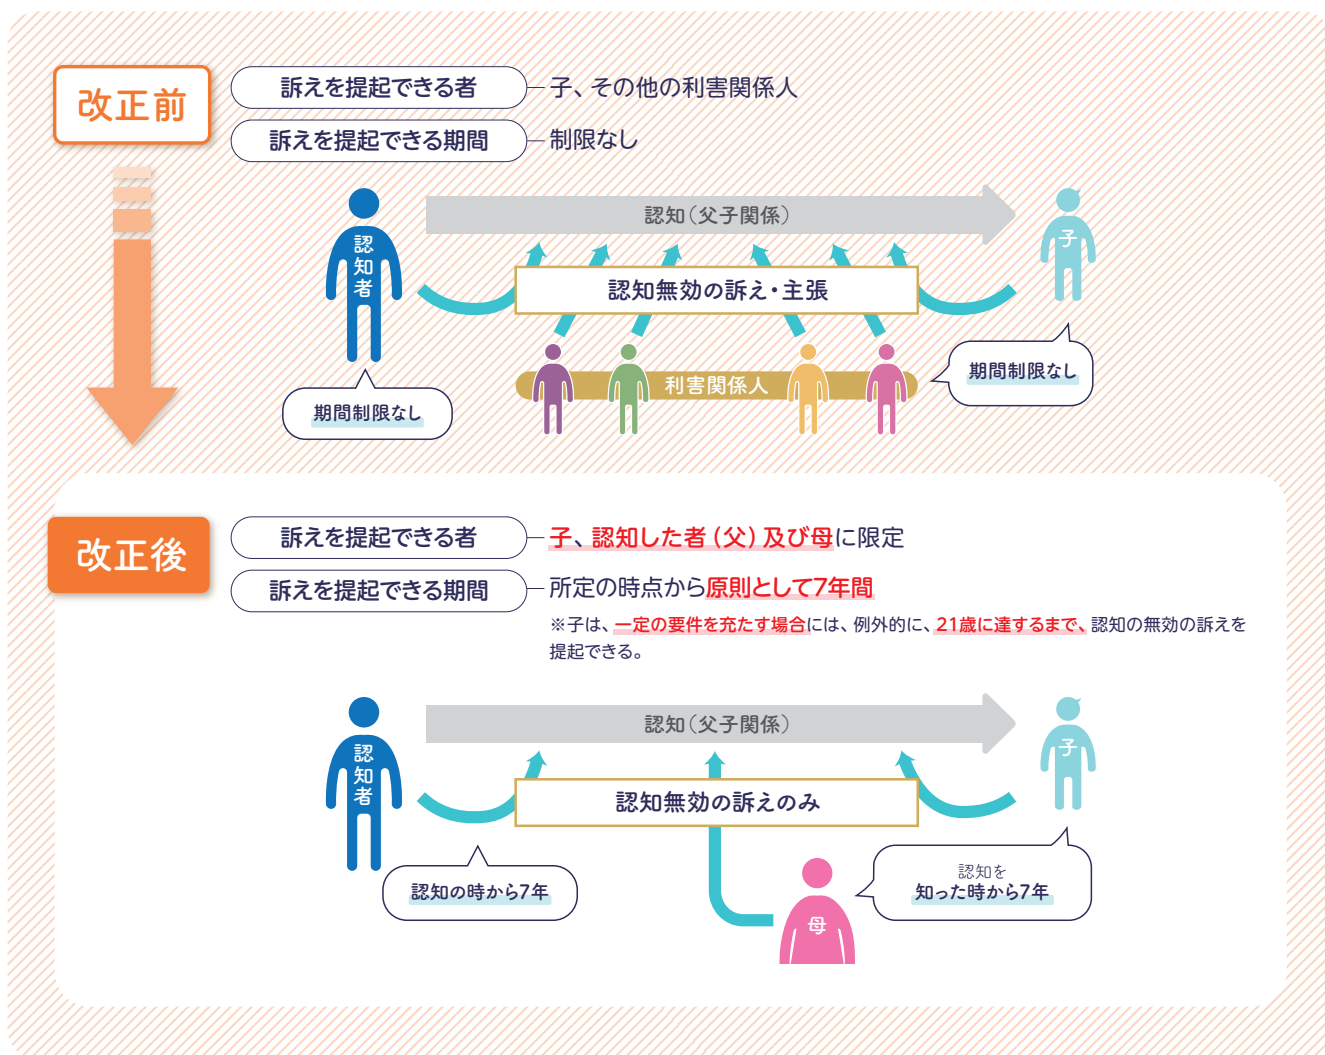 改正前
訴えを提起できる者
子、その他の利害関係人
訴えを提起できる期間
制限なし
認知（父子関係）
認知者
子
認知無効の訴え・主張
利害関係人
期間制限なし
期間制限なし
改正後
訴えを提起できる者
子、認知した者（父）及び母に限定
訴えを提起できる期間
所定の時点から原則として7年間
※子は、一定の要件を充たす場合には、例外的に、21歳に達するまで、認知の無効の訴えを
提起できる。
認知（父子関係）
認知者
子
認知無効の訴えのみ
認知の時から7年
認知を
知った時から7年
母